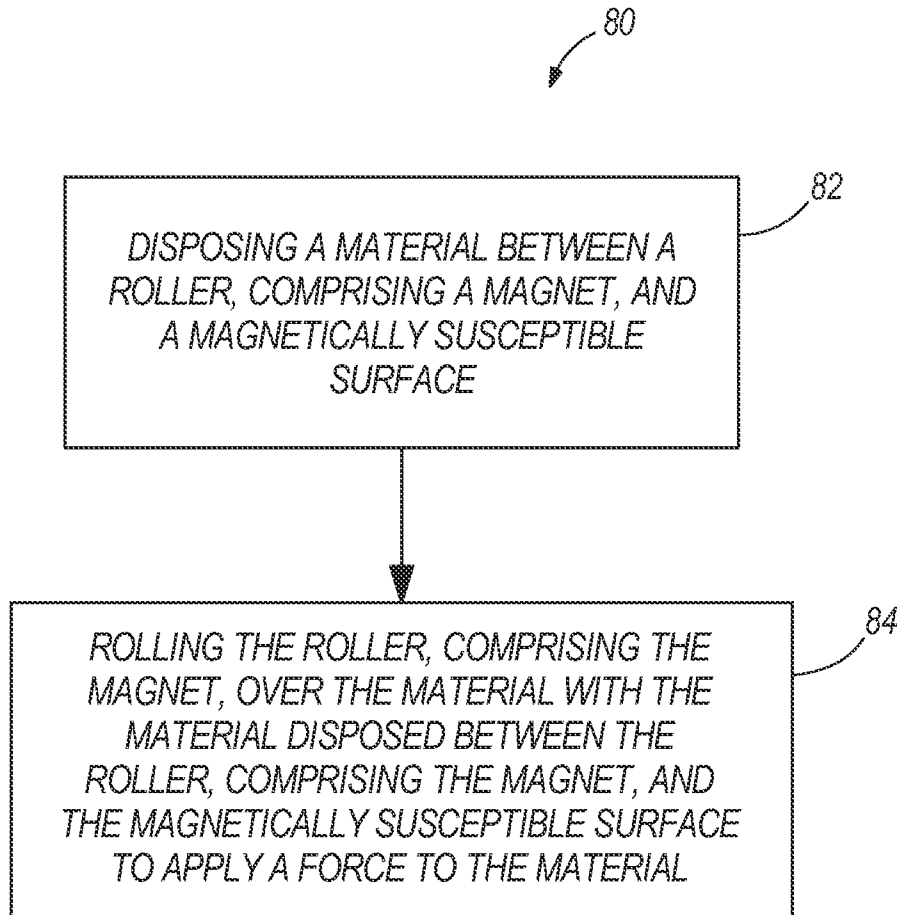 80
82
DISPOSING A MATERIAL BETWEEN A
ROLLER, COMPRISING A MAGNET, AND
A MAGNETICALLY SUSCEPTIBLE
SURFACE
84
ROLLING THE ROLLER, COMPRISING THE
MAGNET, OVER THE MATERIAL WITH THE
MATERIAL DISPOSED BETWEEN THE
ROLLER, COMPRISING THE MAGNET, AND
THE MAGNETICALLY SUSCEPTIBLE SURFACE
TO APPLY A FORCE TO THE MATERIAL